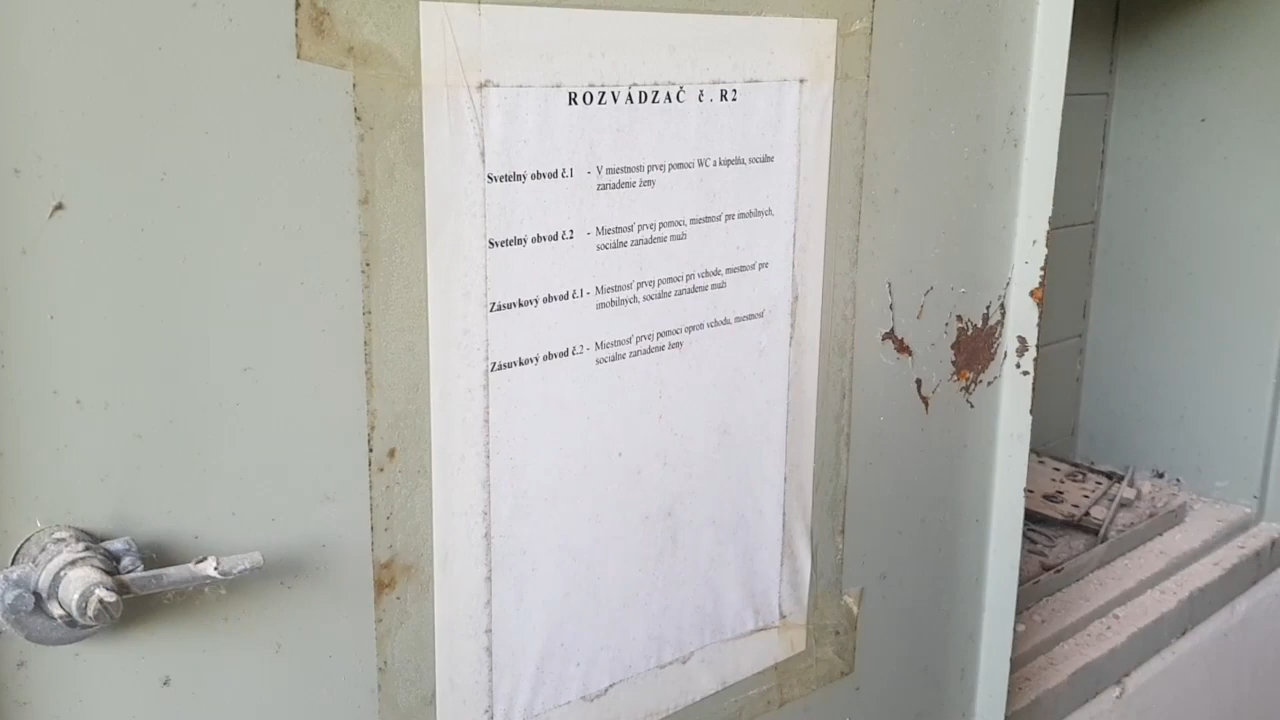 ROZVÁDZAČ č. R2
Svetelný obvod č.1 - V miestnosti prvej pomoci WC a kúpelňa, sociálne
zariadenie ženy
Svetelný obvod č.2 - Miestnosť prvej pomoci, miestnosť pre imobilných,
sociálne zariadenie muži
Zásuvkový obvod č.1 - Miestnosť prvej pomoci pri vchode, miestnosť pre
imobilných, sociálne zariadenie muži
Zásuvkový obvod č.2 - Miestnosť prvej pomoci oproti vchodu, miestnosť
sociálne zariadenie ženy